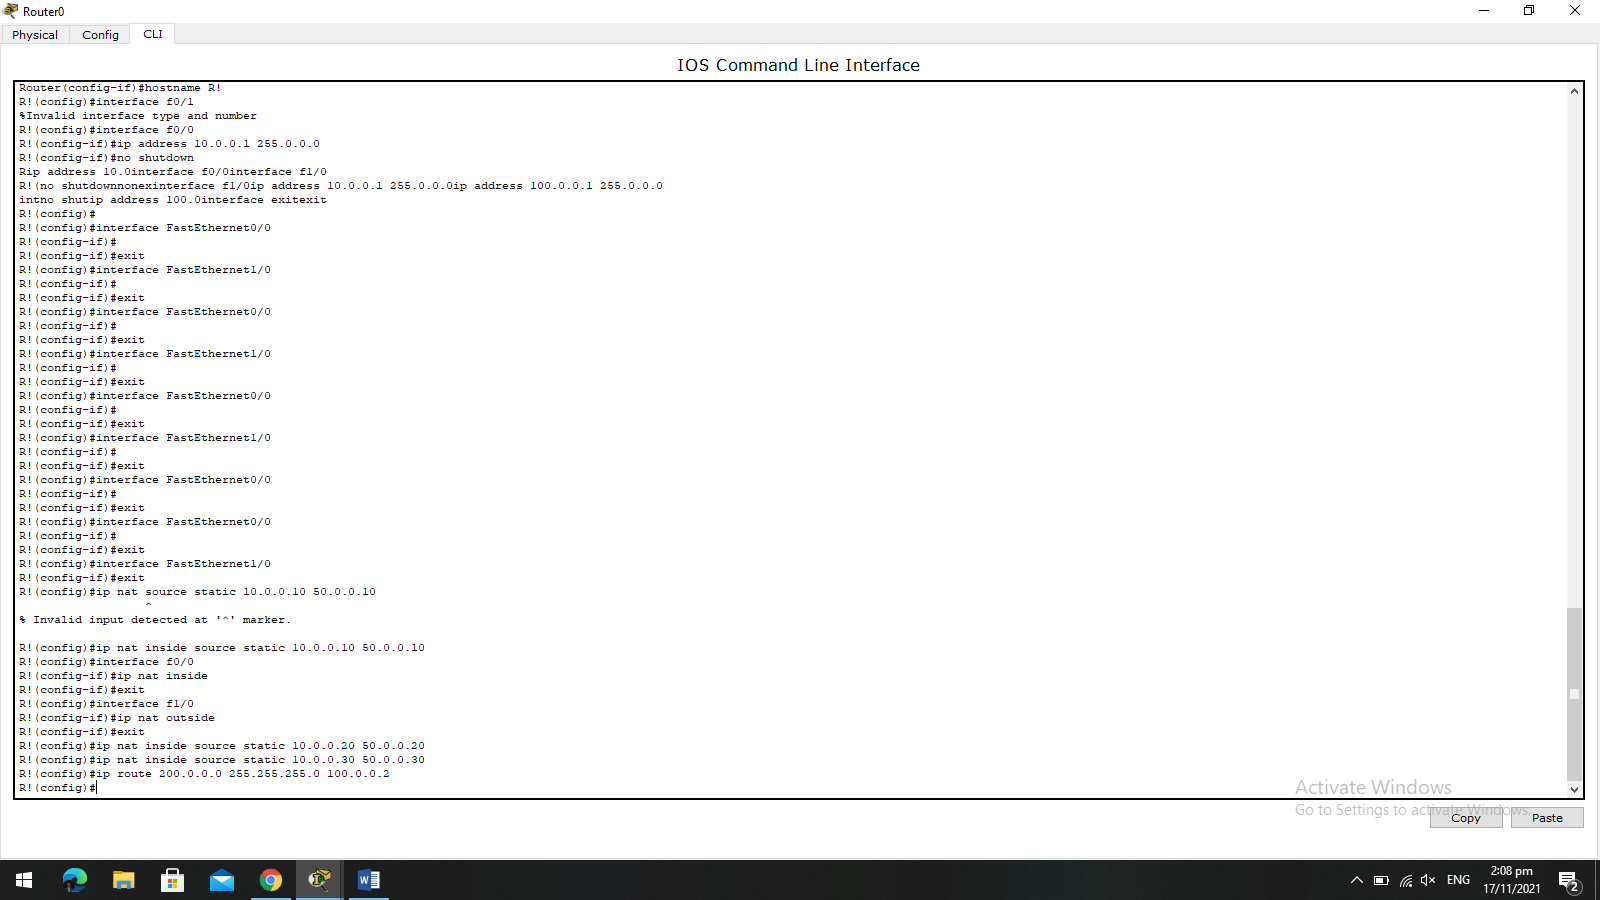 Router0
Physical Config CLI
IOS Command Line Interface
Router(config-if)#hostname R!
R!(config)#interface f0/1
%Invalid interface type and number
R!(config)#interface f0/0
R!(config-if)#ip address 10.0.0.1 255.0.0.0
R!(config-if)#no shutdown
Rip address 10.0interface f0/0interface f1/0
R!(no shutdownnonexinterface f1/0ip address 10.0.0.1 255.0.0.0ip address 100.0.0.1 255.0.0.0
intno shutip address 100.0interface exitexit
R!(config)#
R!(config)#interface FastEthernet0/0
R!(config-if)#
R!(config-if)#exit
R!(config)#interface FastEthernet1/0
R!(config-if)#
R!(config-if)#exit
R!(config)#interface FastEthernet0/0
R!(config-if)#
R!(config-if)#exit
R!(config)#interface FastEthernet1/0
R!(config-if)#
R!(config-if)#exit
R!(config)#interface FastEthernet0/0
R!(config-if)#
R!(config-if)#exit
R!(config)#interface FastEthernet1/0
R!(config-if)#
R!(config-if)#exit
R!(config)#interface FastEthernet0/0
R!(config-if)#
R!(config-if)#exit
R!(config)#interface FastEthernet0/0
R!(config-if)#
R!(config-if)#exit
R!(config)#interface FastEthernet1/0
R!(config-if)#exit
R!(config)#ip nat source static 10.0.0.10 50.0.0.10
^
% Invalid input detected at '^' marker.
R!(config)#ip nat inside source static 10.0.0.10 50.0.0.10
R!(config)#interface f0/0
R!(config-if)#ip nat inside
R!(config-if)#exit
R!(config)#interface f1/0
R!(config-if)#ip nat outside
R!(config-if)#exit
R!(config)#ip nat inside source static 10.0.0.20 50.0.0.20
R!(config)#ip nat inside source static 10.0.0.30 50.0.0.30
R!(config)#ip route 200.0.0.0 255.255.255.0 100.0.0.2
R!(config)#
Activate Windows
Go to Settings to activate Windows.
Copy Paste
ENG
2:08 pm
17/11/2021
2